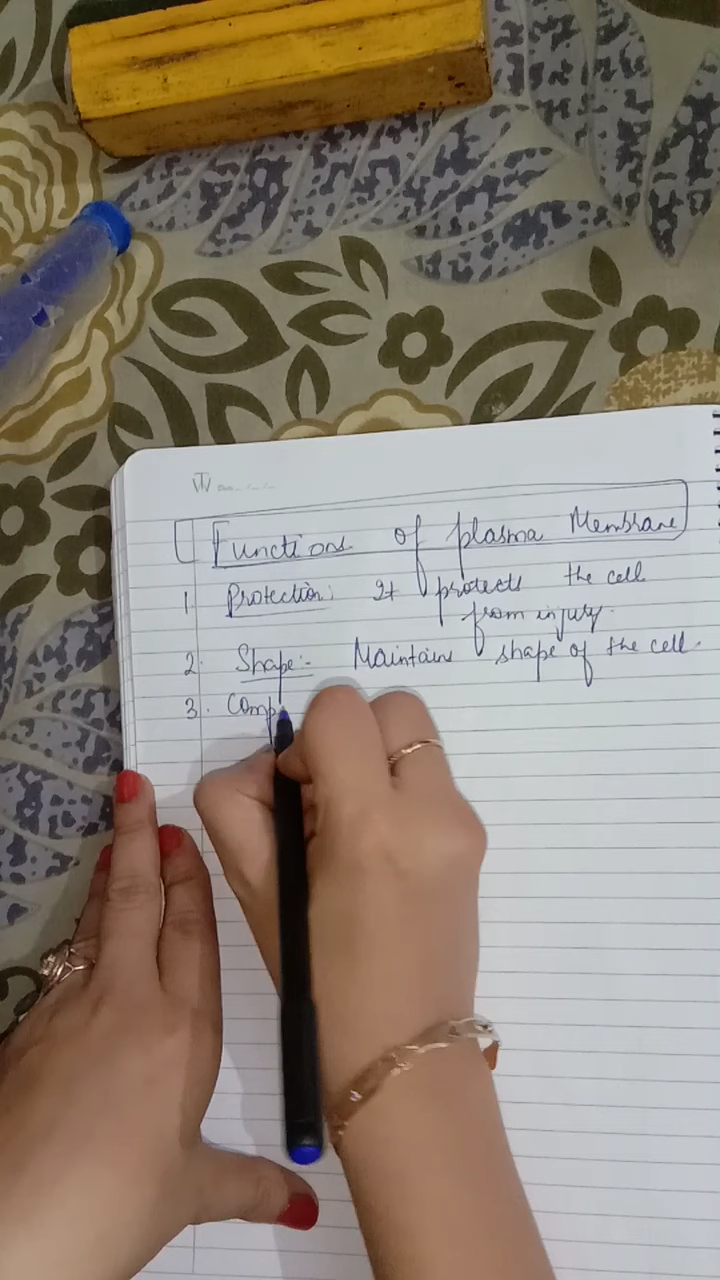 Functions of plasma Membrane
1. Protection: It protects the cell
from injury.
2. Shape:- Maintains shape of the cell.
3. Comp